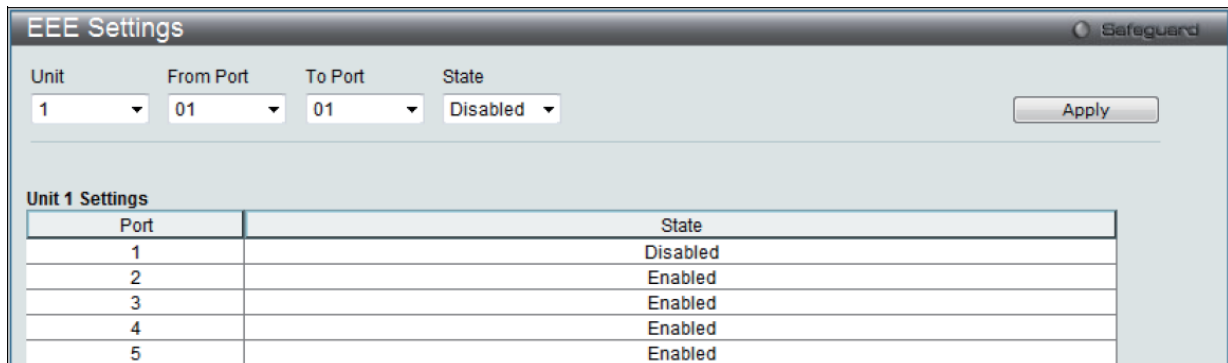 EEE Settings
Safeguard
Unit From Port To Port State
1 01 01 Disabled Apply
Unit 1 Settings
Port State
1 Disabled
2 Enabled
3 Enabled
4 Enabled
5 Enabled